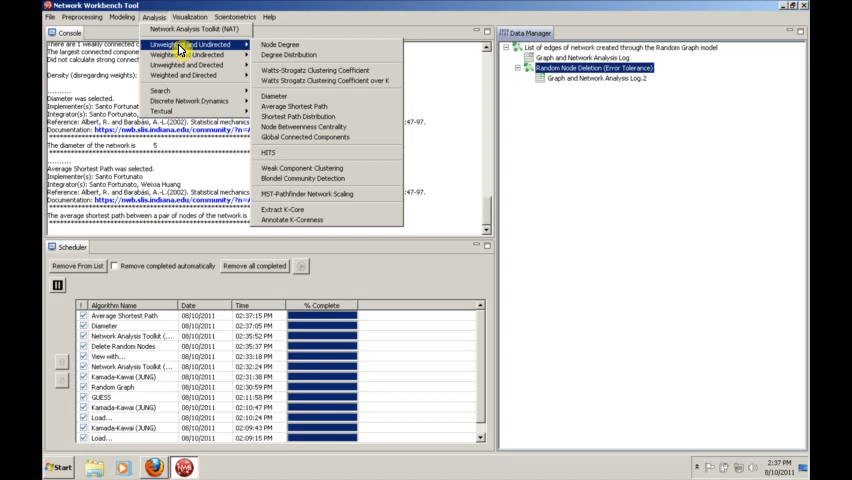 Network Workbench Tool
File Preprocessing Modeling Analysis Visualization Scientometrics Help
Console
There are 1 weakly connected c
The largest connected compone
Did not calculate strong connect
Density (disregarding weights):
..........
Diameter was selected.
Implementer(s): Santo Fortunato
Integrator(s): Santo Fortunato, W
Reference: Albert, R. and Barabási, A.-L.(2002). Statistical mechanics
47-97.
Documentation: https://nwb.slis.indiana.edu/community/?n=A
The diameter of the network is 5
..........
Average Shortest Path was selected.
Implementer(s): Santo Fortunato
Integrator(s): Santo Fortunato, Weixia Huang
Reference: Albert, R. and Barabási, A.-L.(2002). Statistical mechanics
47-97.
Documentation: https://nwb.slis.indiana.edu/community/?n=A
The average shortest path between a pair of nodes of the network is
Network Analysis Toolkit (NAT)
Unweighted and Undirected
Weighted and Undirected
Unweighted and Directed
Weighted and Directed
Search
Discrete Network Dynamics
Textual
Node Degree
Degree Distribution
Watts-Strogatz Clustering Coefficient
Watts Strogatz Clustering Coefficient over K
Diameter
Average Shortest Path
Shortest Path Distribution
Node Betweenness Centrality
Global Connected Components
HITS
Weak Component Clustering
Blondel Community Detection
MST-Pathfinder Network Scaling
Extract K-Core
Annotate K-Coreness
Data Manager
List of edges of network created through the Random Graph model
Graph and Network Analysis Log
Random Node Deletion (Error Tolerance)
Graph and Network Analysis Log.2
Scheduler
Remove From List Remove completed automatically Remove all completed
! Algorithm Name Date Time % Complete
Average Shortest Path 08/10/2011 02:37:15 PM
Diameter 08/10/2011 02:37:05 PM
Network Analysis Toolkit (... 08/10/2011 02:35:52 PM
Delete Random Nodes 08/10/2011 02:35:37 PM
View with... 08/10/2011 02:33:18 PM
Network Analysis Toolkit (... 08/10/2011 02:32:24 PM
Kamada-Kawai (JUNG) 08/10/2011 02:31:38 PM
Random Graph 08/10/2011 02:30:59 PM
GUESS 08/10/2011 02:11:58 PM
Kamada-Kawai (JUNG) 08/10/2011 02:10:47 PM
Load... 08/10/2011 02:10:24 PM
Kamada-Kawai (JUNG) 08/10/2011 02:09:43 PM
Load... 08/10/2011 02:09:15 PM
Start
2:37 PM
8/10/2011